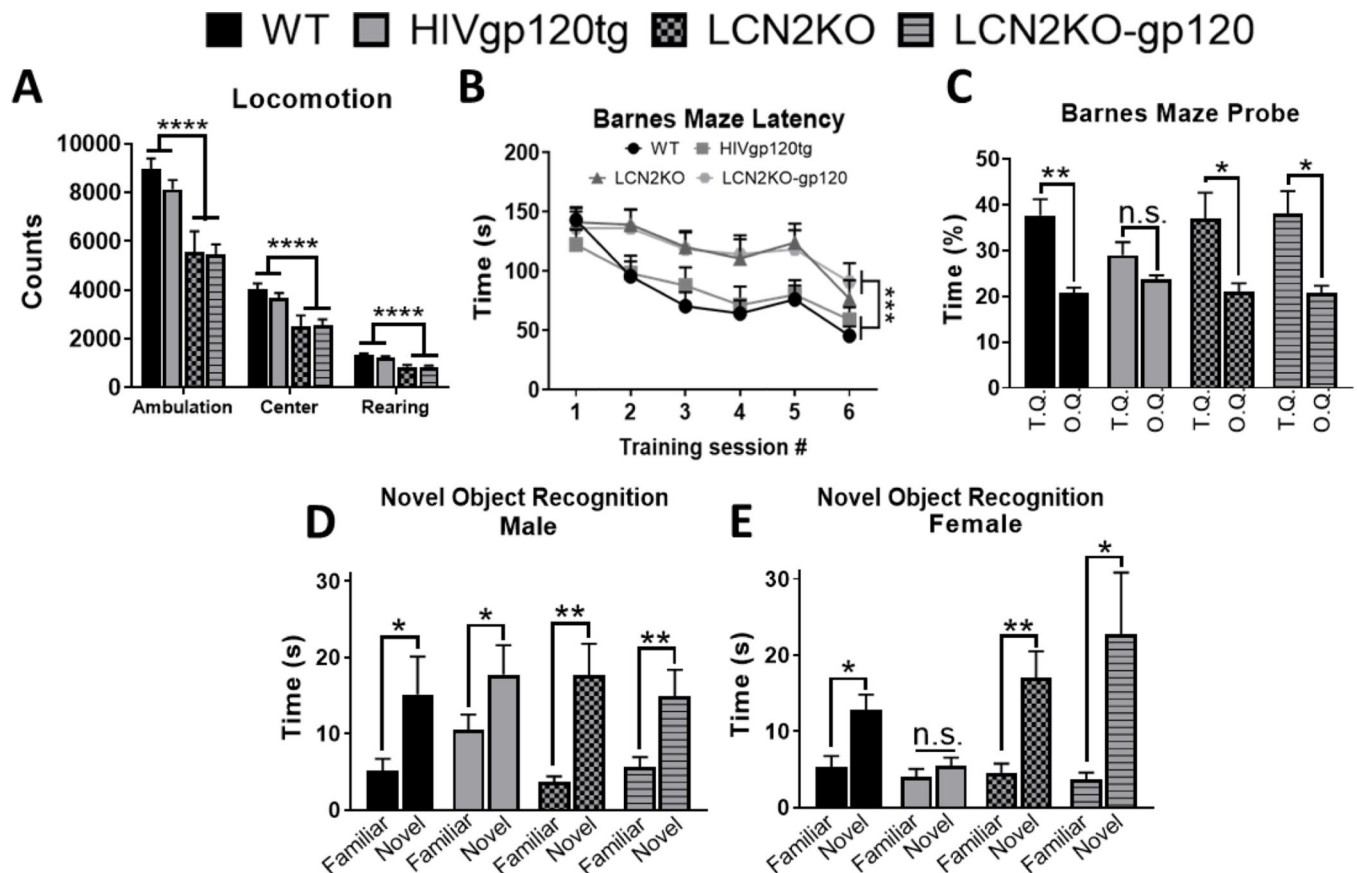 WT HIVgp120tg LCN2KO LCN2KO-gp120
A
Locomotion
Counts
10000
8000
6000
4000
2000
0
****
****
****
Ambulation Center Rearing
B
Barnes Maze Latency
WT HIVgp120tg
LCN2KO LCN2KO-gp120
Time (s)
200
150
100
50
0
***
1 2 3 4 5 6
Training session #
C
Barnes Maze Probe
Time (%)
50
40
30
20
10
0
** n.s. * *
T.Q. O.Q. T.Q. O.Q. T.Q. O.Q. T.Q. O.Q.
D
Novel Object Recognition
Male
Time (s)
30
20
10
0
* * ** **
Familiar Novel Familiar Novel Familiar Novel Familiar Novel
E
Novel Object Recognition
Female
Time (s)
30
20
10
0
* n.s. ** *
Familiar Novel Familiar Novel Familiar Novel Familiar Novel